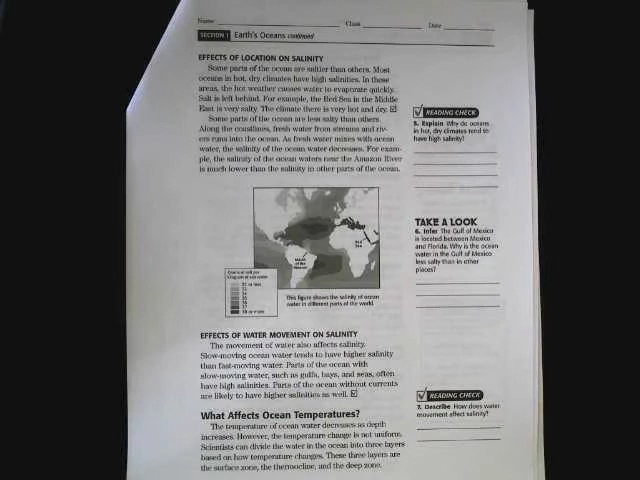 Name
Class
Date
SECTION 1 Earth's Oceans continued
EFFECTS OF LOCATION ON SALINITY
Some parts of the ocean are saltier than others. Most
oceans in hot, dry climates have high salinities. In these
areas, the hot weather causes water to evaporate quickly.
Salt is left behind. For example, the Red Sea in the Middle
East is very salty. The climate there is very hot and dry. ☑
Some parts of the ocean are less salty than others.
Along the coastlines, fresh water from streams and riv-
ers runs into the ocean. As fresh water mixes with ocean
water, the salinity of the ocean water decreases. For exam-
ple, the salinity of the ocean waters near the Amazon River
is much lower than the salinity in other parts of the ocean.
READING CHECK
5. Explain Why do oceans
in hot, dry climates tend to
have high salinity?
TAKE A LOOK
6. Infer The Gulf of Mexico
is located between Mexico
and Florida. Why is the ocean
water in the Gulf of Mexico
less salty than in other
places?
Red
Sea
Mouth
of the
Amazon
Grams of salt per
kilogram of sea water
33
34
35
36
37
This figure shows the salinity of ocean
water in different parts of the world.
EFFECTS OF WATER MOVEMENT ON SALINITY
The movement of water also affects salinity.
Slow-moving ocean water tends to have higher salinity
than fast-moving water. Parts of the ocean with
slow-moving water, such as gulfs, bays, and seas, often
have high salinities. Parts of the ocean without currents
are likely to have higher salinities as well. ☑
READING CHECK
7. Describe How does water
movement affect salinity?
What Affects Ocean Temperatures?
The temperature of ocean water decreases as depth
increases. However, the temperature change is not uniform.
Scientists can divide the water in the ocean into three layers
based on how temperature changes. These three layers are
the surface zone, the thermocline, and the deep zone.